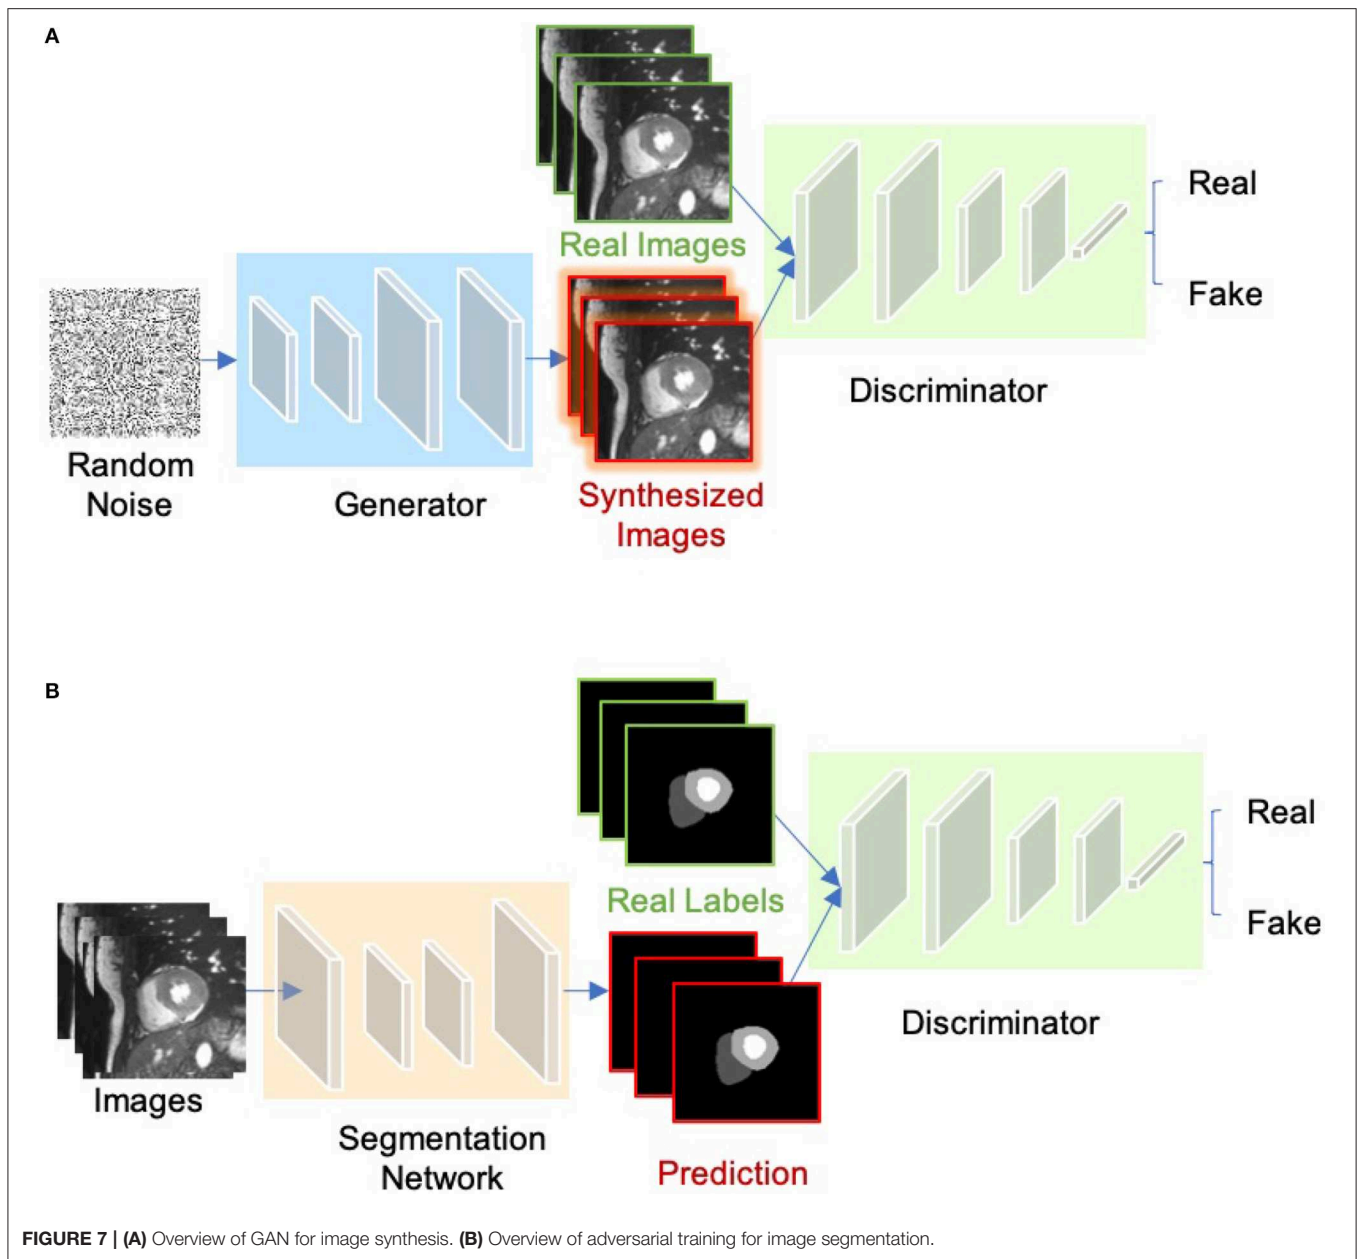 A
Real Images
Real
Fake
Discriminator
Random
Noise
Generator
Synthesized
Images
B
Real Labels
Real
Fake
Discriminator
Images
Segmentation
Network
Prediction
FIGURE 7 | (A) Overview of GAN for image synthesis. (B) Overview of adversarial training for image segmentation.